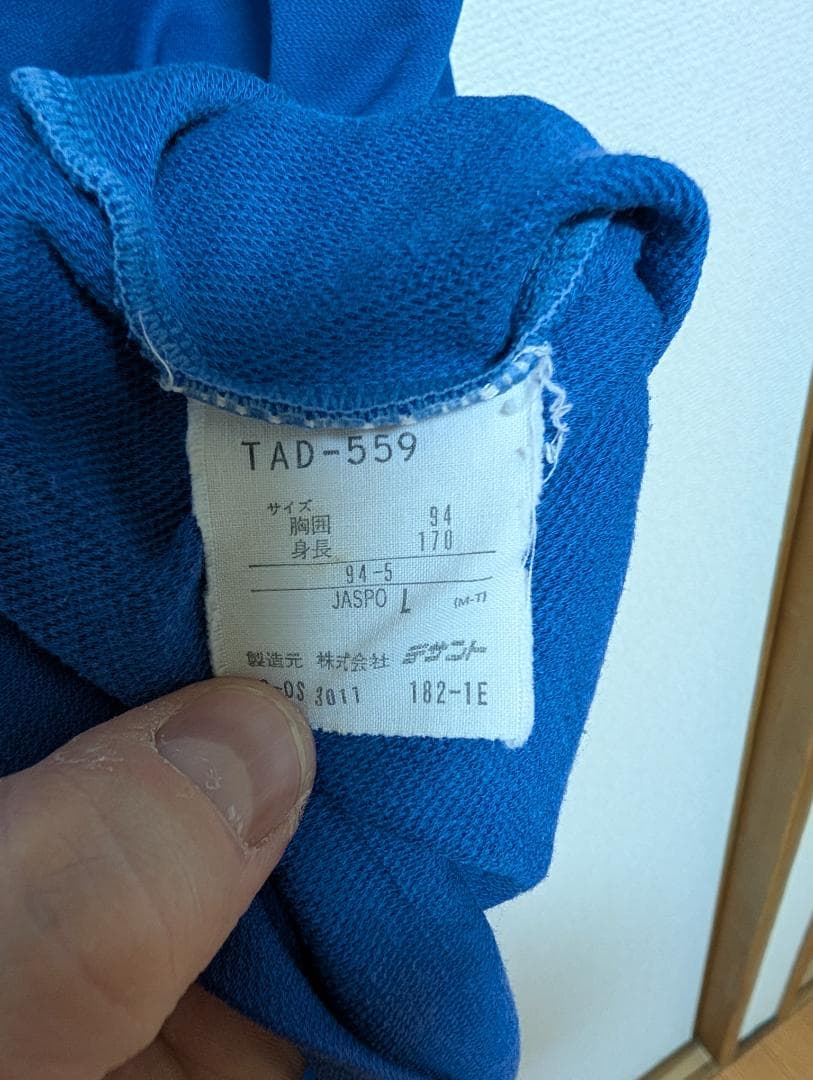 TAD-559
サイズ
胸囲 94
身長 170
94-5
JASPO L (M-T)
製造元 株式会社 デサント
-OS 3011 182-1E